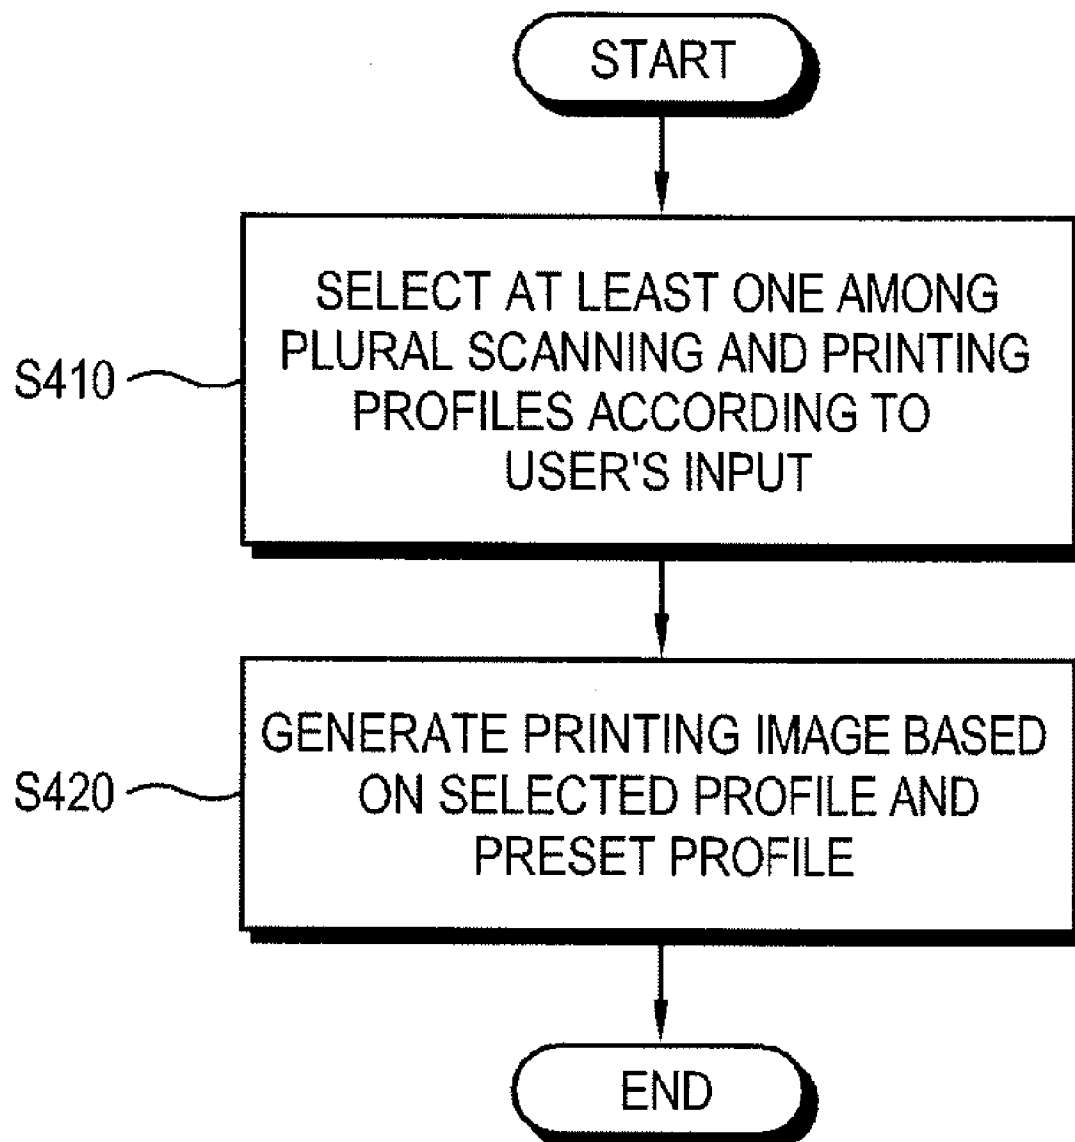 START
S410
SELECT AT LEAST ONE AMONG
PLURAL SCANNING AND PRINTING
PROFILES ACCORDING TO
USER'S INPUT
S420
GENERATE PRINTING IMAGE BASED
ON SELECTED PROFILE AND
PRESET PROFILE
END